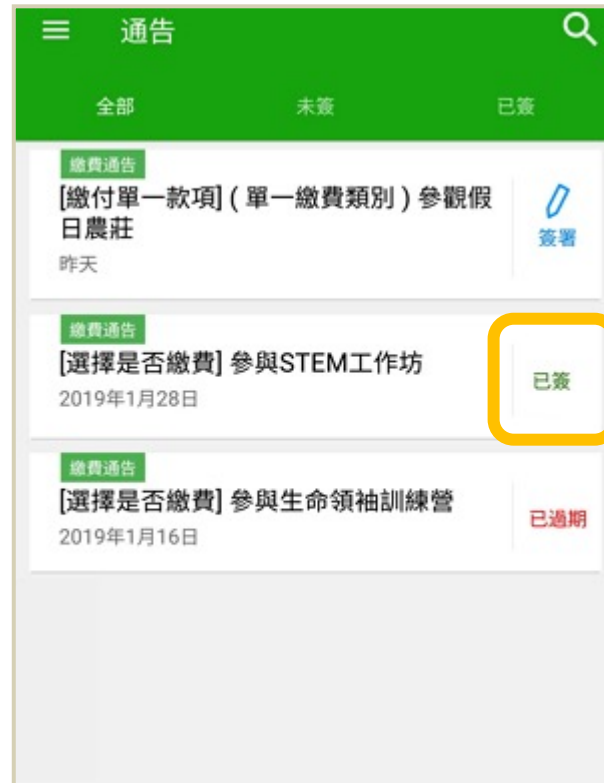 通告
全部 未簽 已簽
繳費通告
[繳付單一款項] ( 單一繳費類別 ) 參觀假
日農莊
昨天
簽署
繳費通告
[選擇是否繳費] 參與STEM工作坊
2019年1月28日
已簽
繳費通告
[選擇是否繳費] 參與生命領袖訓練營
2019年1月16日
已過期